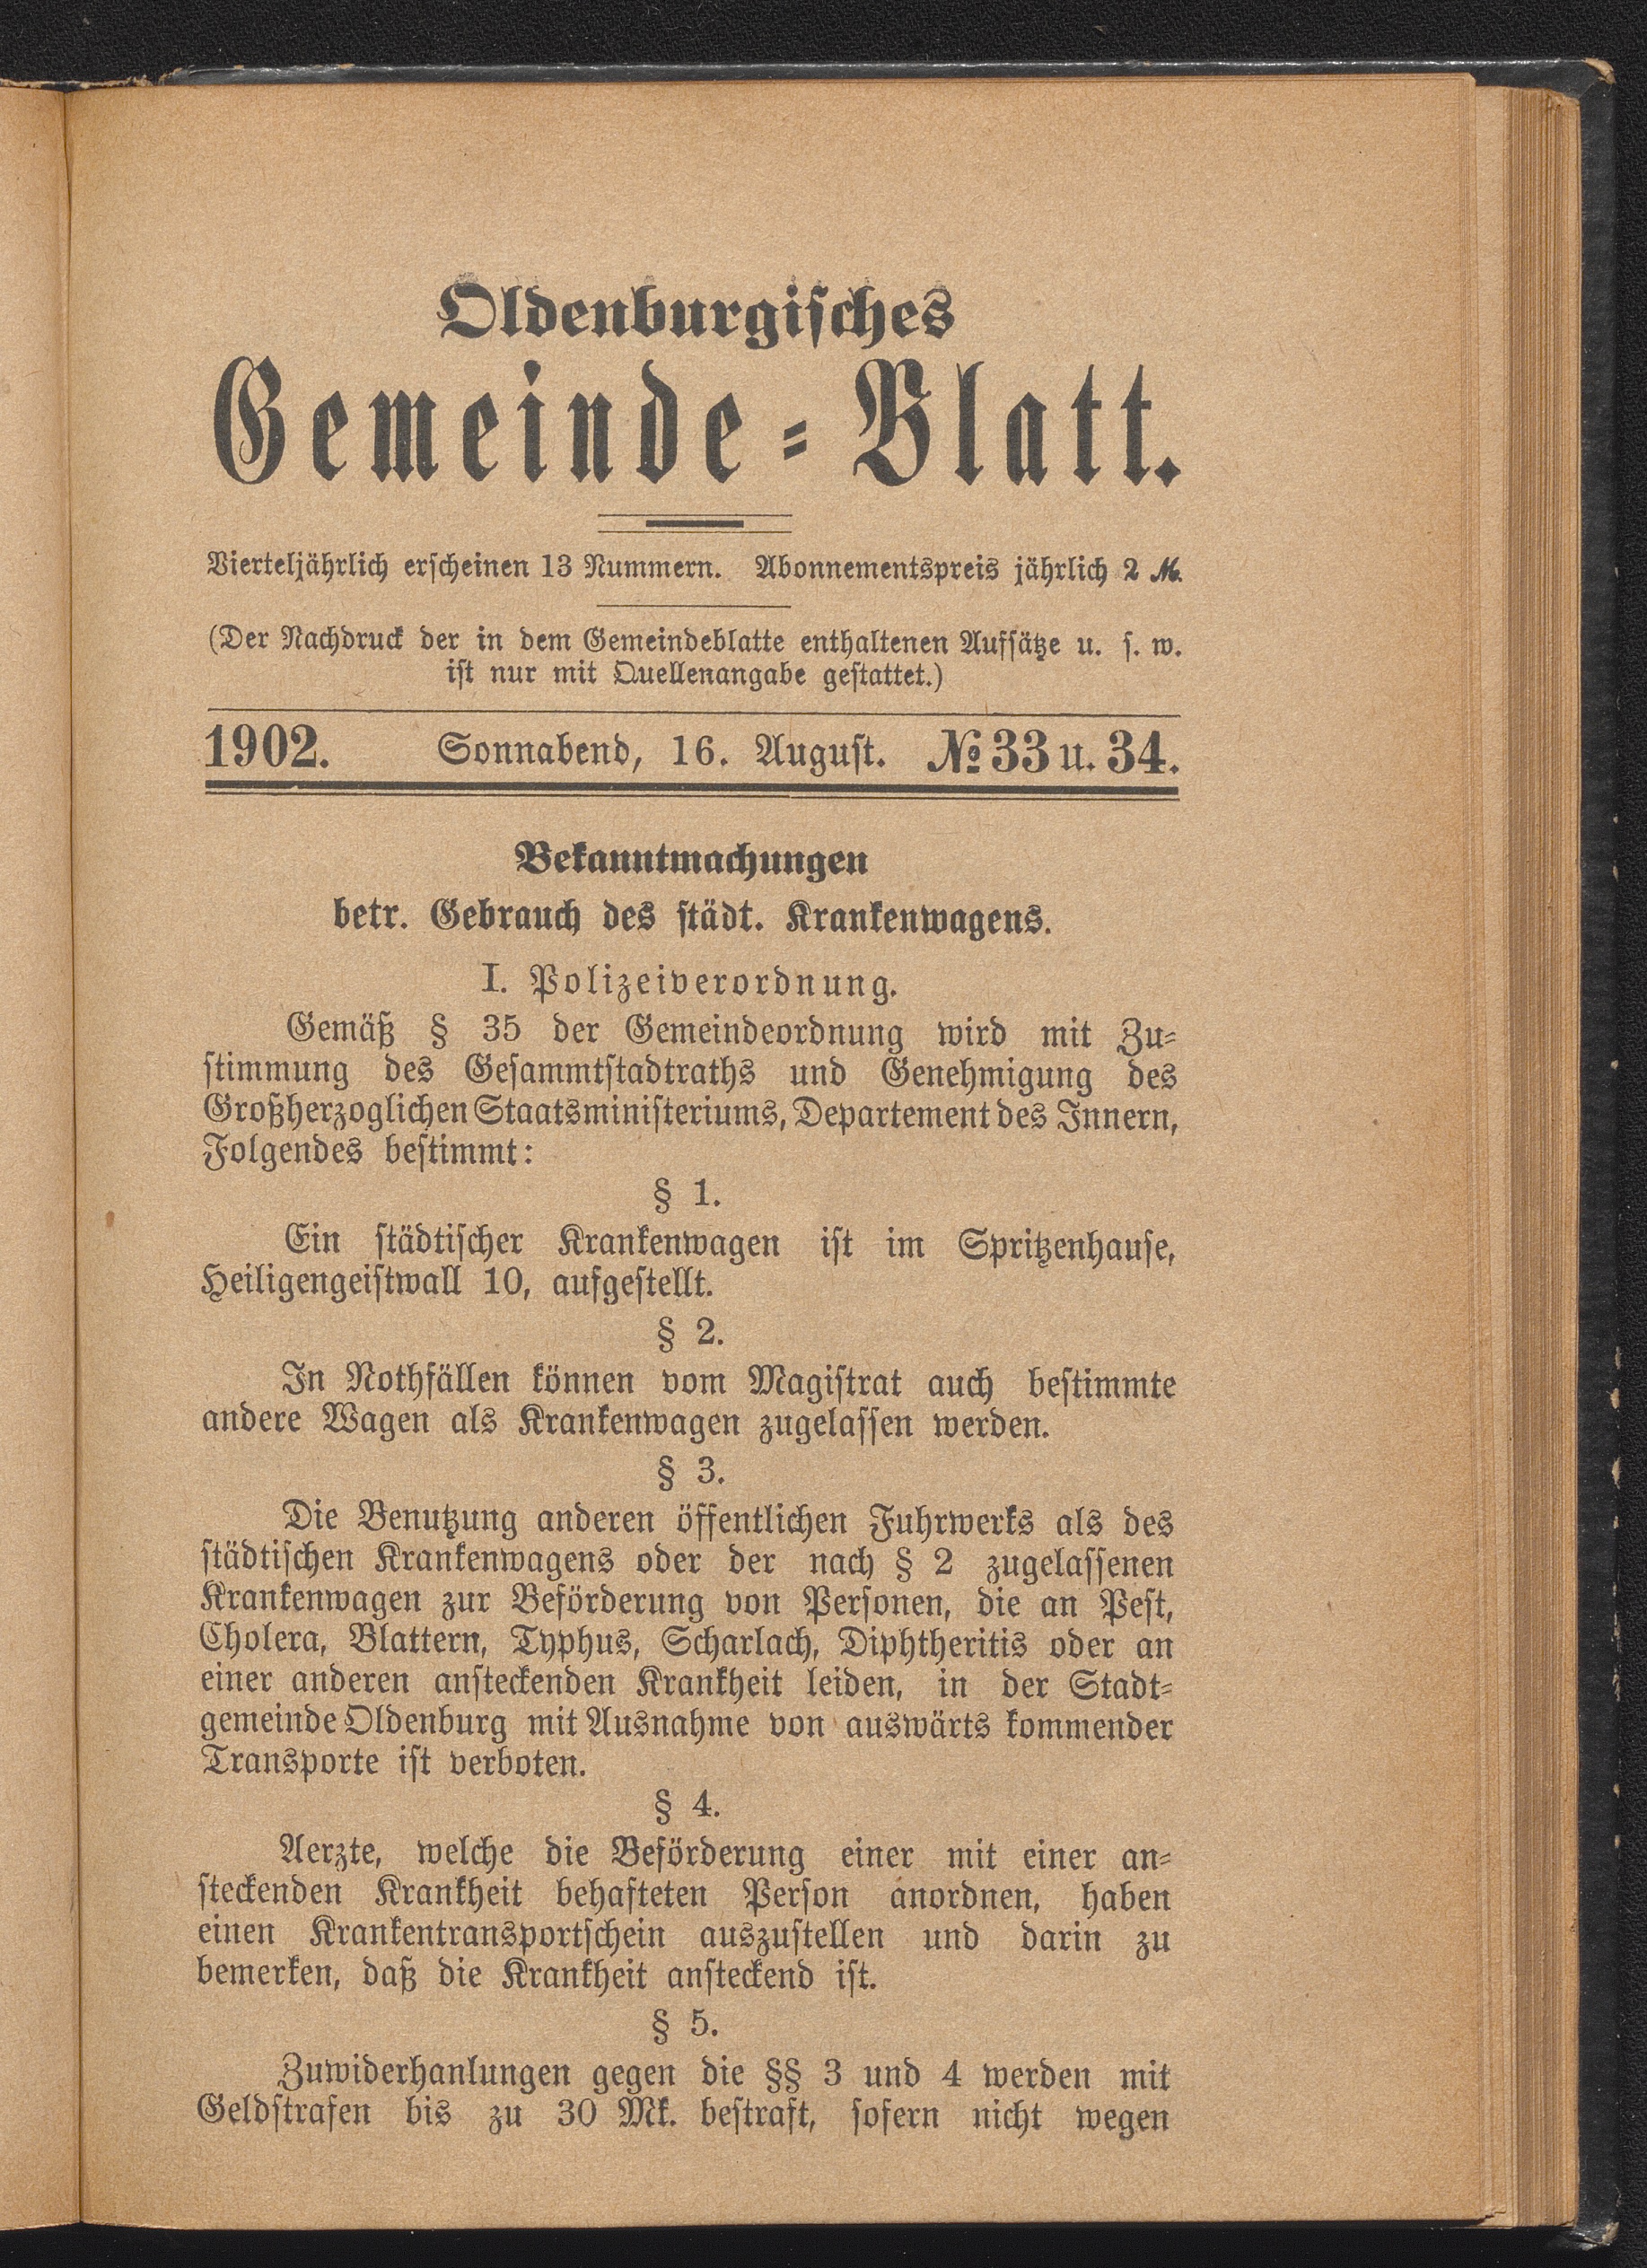 Oldenburgisches
Gemeinde-Blatt.
Vierteljährlich erscheinen 13 Nummern. Abonnementspreis jährlich 2 ℳ.
(Der Nachdruck der in dem Gemeindeblatte enthaltenen Aufsätze u. s. w.
ist nur mit Quellenangabe gestattet.)
1902. Sonnabend, 16. August. № 33 u. 34.
Bekanntmachungen
betr. Gebrauch des städt. Krankenwagens.
I. Polizeiverordnung.
Gemäß § 35 der Gemeindeordnung wird mit Zu-
stimmung des Gesammtstadtraths und Genehmigung des
Großherzoglichen Staatsministeriums, Departement des Innern,
Folgendes bestimmt:
§ 1.
Ein städtischer Krankenwagen ist im Spritzenhause,
Heiligengeistwall 10, aufgestellt.
§ 2.
In Nothfällen können vom Magistrat auch bestimmte
andere Wagen als Krankenwagen zugelassen werden.
§ 3.
Die Benutzung anderen öffentlichen Fuhrwerks als des
städtischen Krankenwagens oder der nach § 2 zugelassenen
Krankenwagen zur Beförderung von Personen, die an Pest,
Cholera, Blattern, Typhus, Scharlach, Diphtheritis oder an
einer anderen ansteckenden Krankheit leiden, in der Stadt-
gemeinde Oldenburg mit Ausnahme von auswärts kommender
Transporte ist verboten.
§ 4.
Aerzte, welche die Beförderung einer mit einer an-
steckenden Krankheit behafteten Person anordnen, haben
einen Krankentransportschein auszustellen und darin zu
bemerken, daß die Krankheit ansteckend ist.
§ 5.
Zuwiderhanlungen gegen die §§ 3 und 4 werden mit
Geldstrafen bis zu 30 Mk. bestraft, sofern nicht wegen